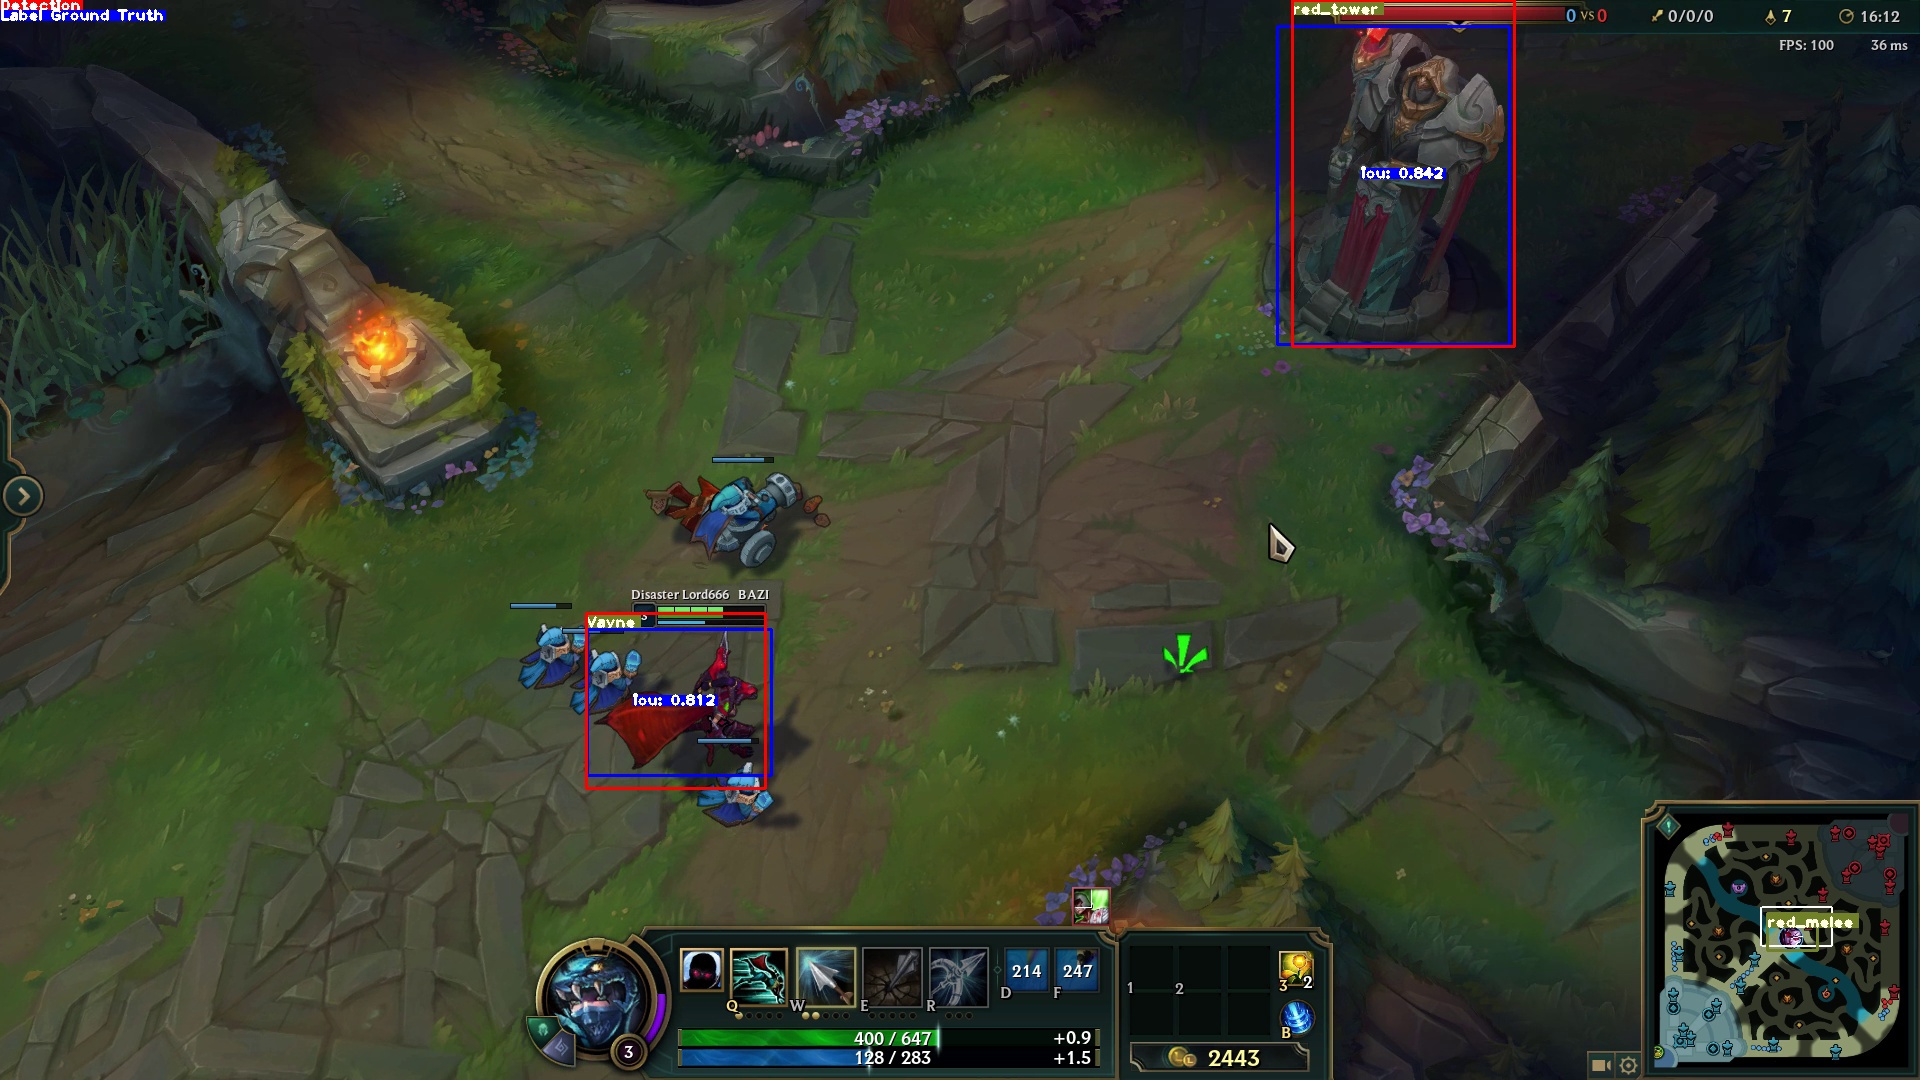 Detection
Label Ground Truth
red_tower
0 vs 0
0/0/0
7
16:12
FPS: 100
36 ms
Iou: 0.842
Disaster Lord666 BAZI
3
Vayne
Iou: 0.812
red_melee
Q
W
E
R
214
D
247
F
1
2
3
2
B
3
400 / 647
+0.9
128 / 283
+1.5
2443